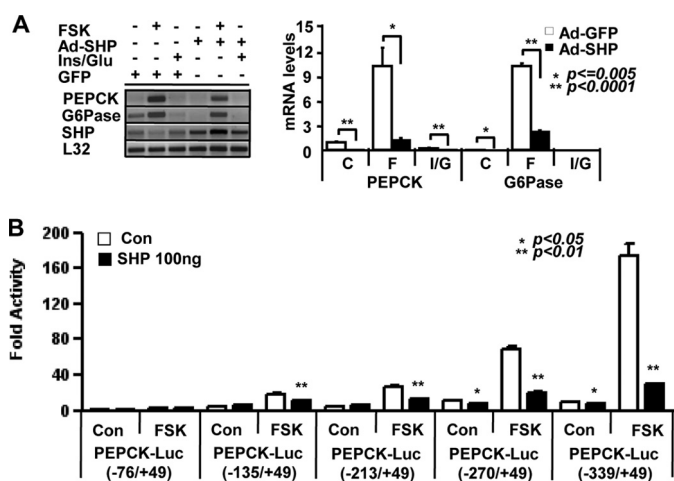 A
FSK - + - - + -
Ad-SHP - - - + + +
Ins/Glu - - + - - +
GFP + + + - - -
PEPCK
G6Pase
SHP
L32
mRNA levels
15
12
9
6
3
0
** * ** * **
C F I/G C F I/G
PEPCK G6Pase
Ad-GFP
Ad-SHP
* p<=0.005
** p<0.0001
B
Fold Activity
200
160
120
80
40
0
Con
SHP 100ng
* p<0.05
** p<0.01
** ** * ** * **
Con FSK Con FSK Con FSK Con FSK Con FSK
PEPCK-Luc PEPCK-Luc PEPCK-Luc PEPCK-Luc PEPCK-Luc
(-76/+49) (-135/+49) (-213/+49) (-270/+49) (-339/+49)